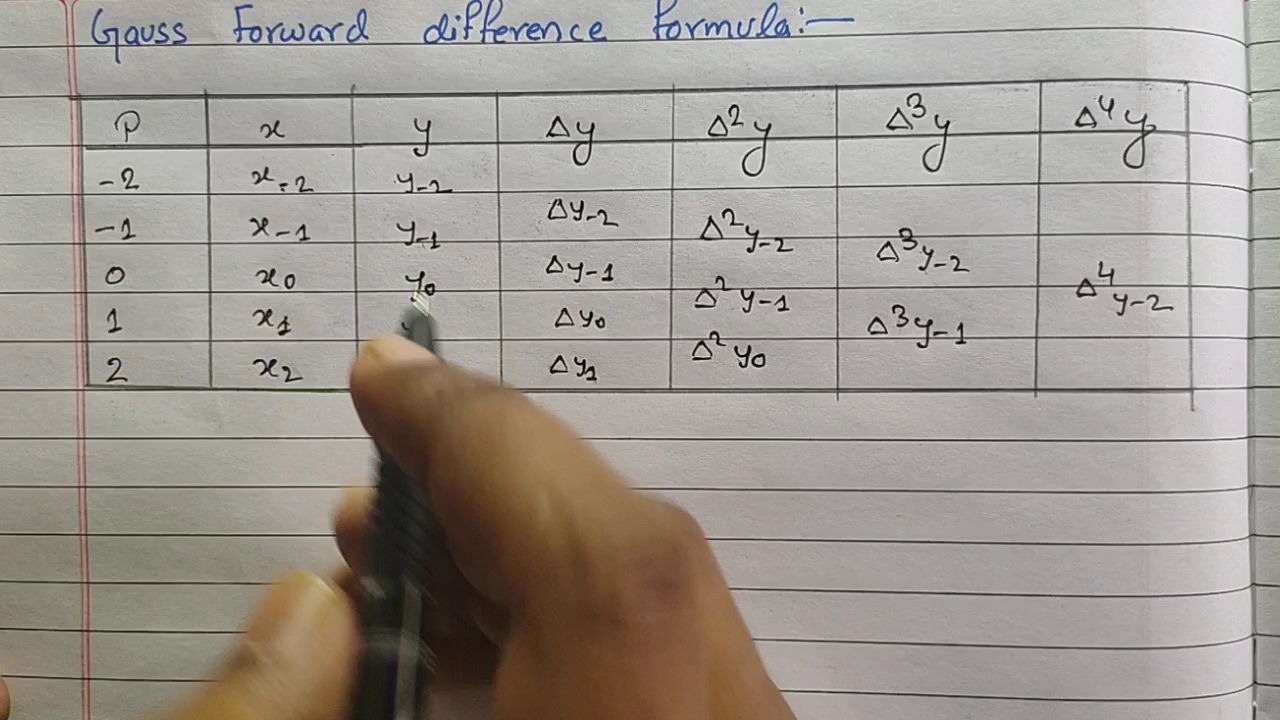 Gauss Forward difference formula:—
P x y Δy Δ²y Δ³y Δ⁴y
-2 x₋₂ y₋₂
Δy₋₂
-1 x₋₁ y₋₁ Δ²y₋₂
Δ³y₋₂
0 x₀ y₀ Δy₋₁
Δ²y₋₁ Δ⁴y₋₂
1 x₁ Δy₀ Δ³y₋₁
Δ²y₀
2 x₂ Δy₁